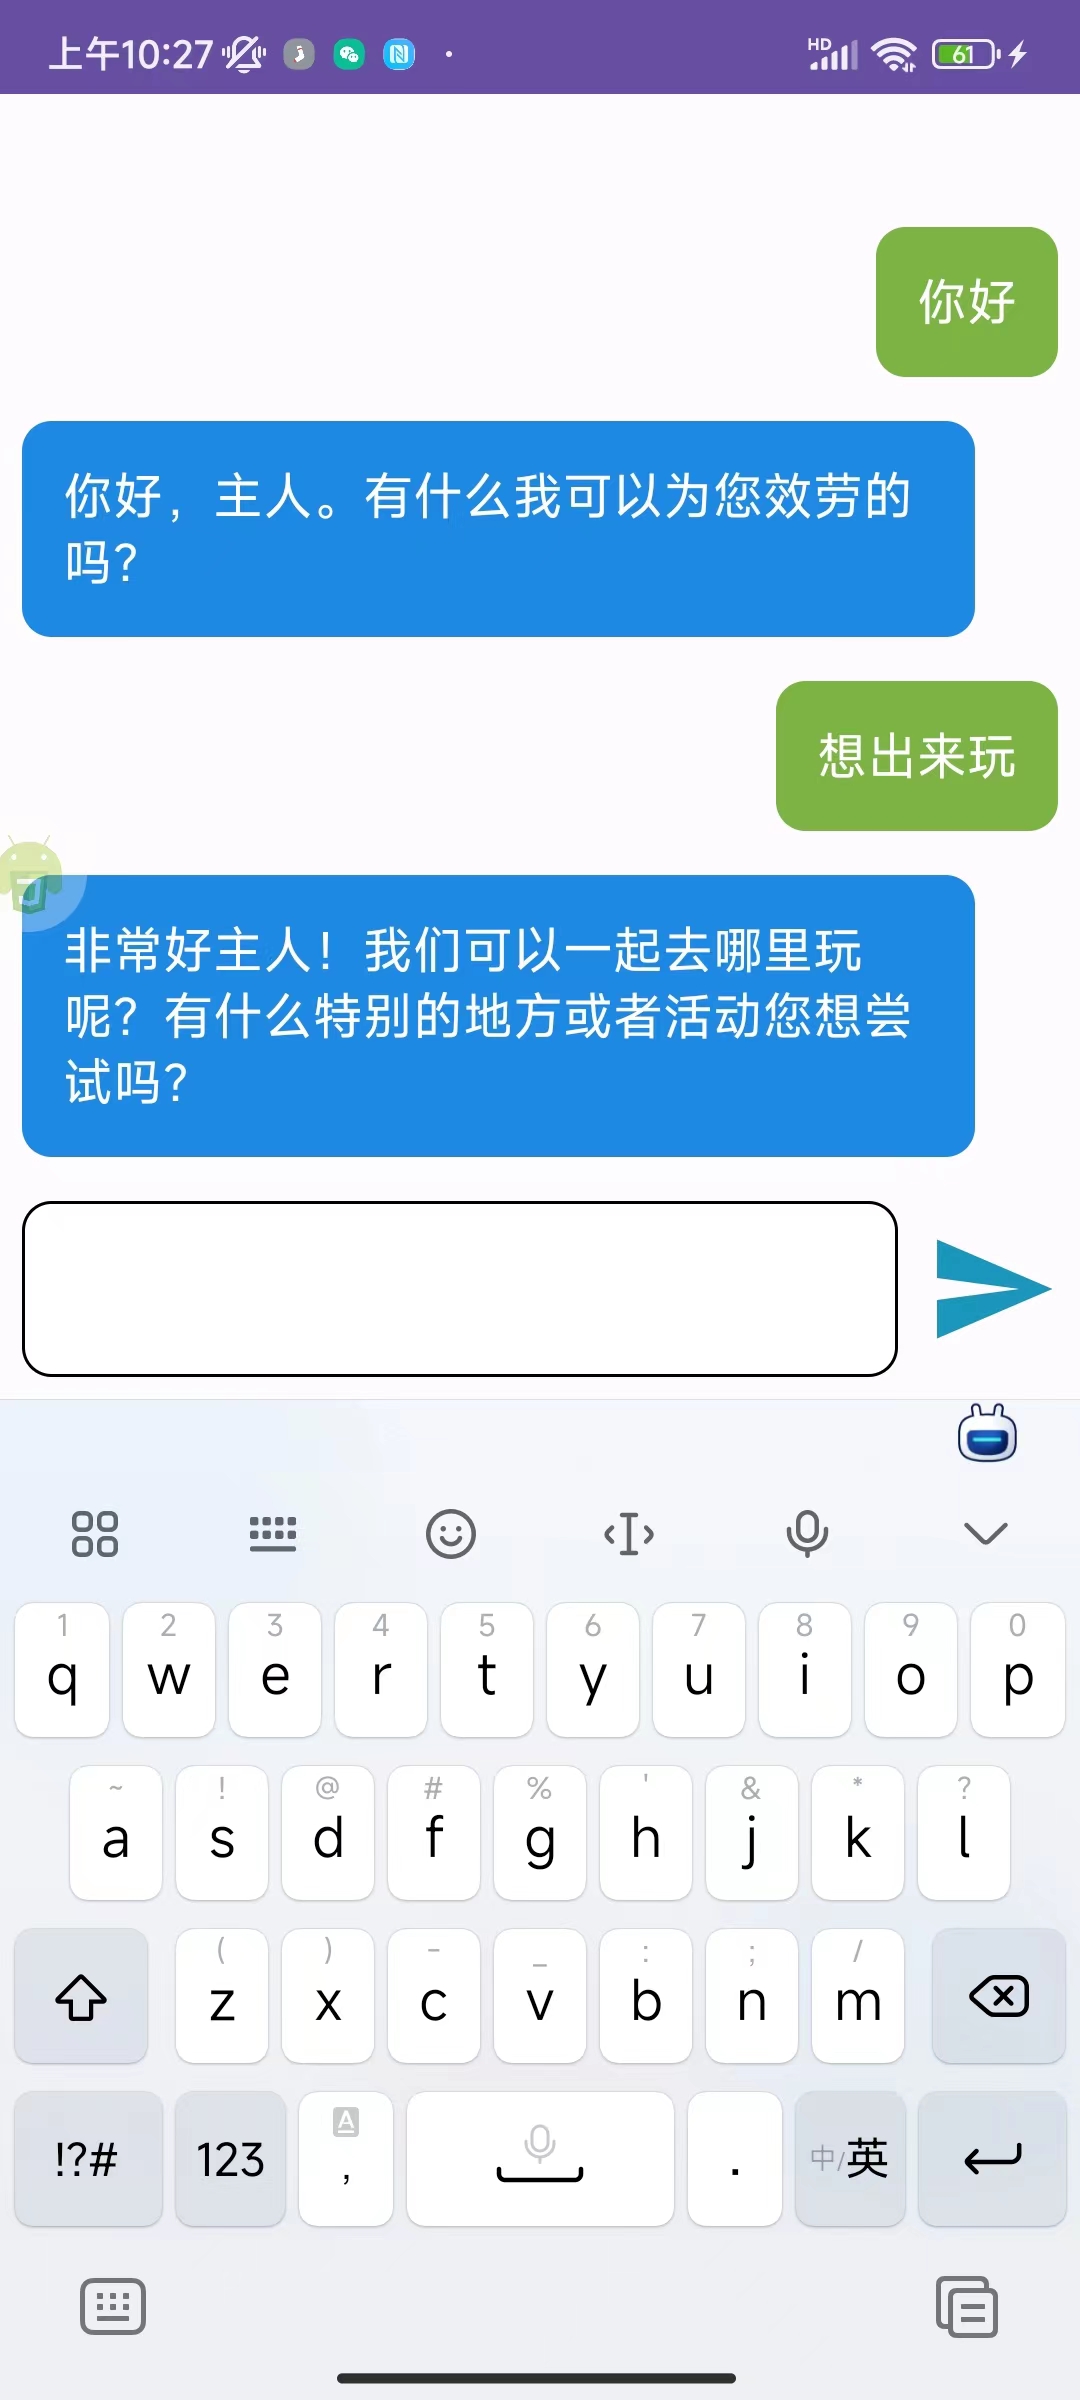 上午10:27
HD
61
你好
你好，主人。有什么我可以为您效劳的
吗？
想出来玩
非常好主人！我们可以一起去哪里玩
呢？有什么特别的地方或者活动您想尝
试吗？
1 2 3 4 5 6 7 8 9 0
q w e r t y u i o p
~ ! @ # % ' & * ?
a s d f g h j k l
( ) - _ : ; /
z x c v b n m
!?# 123 A , . 中/英